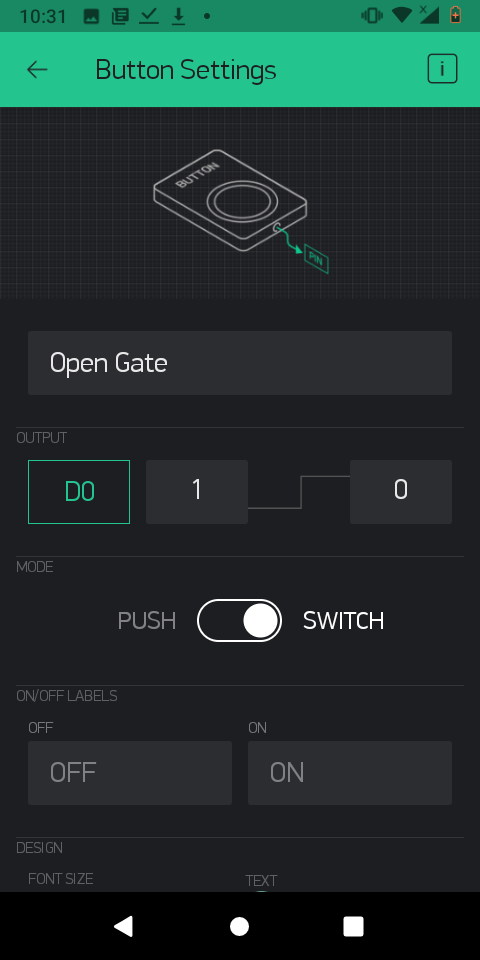 10:31
Button Settings
i
BUTTON
PIN
Open Gate
OUTPUT
D0 1 0
MODE
PUSH SWITCH
ON/OFF LABELS
OFF ON
OFF ON
DESIGN
FONT SIZE TEXT